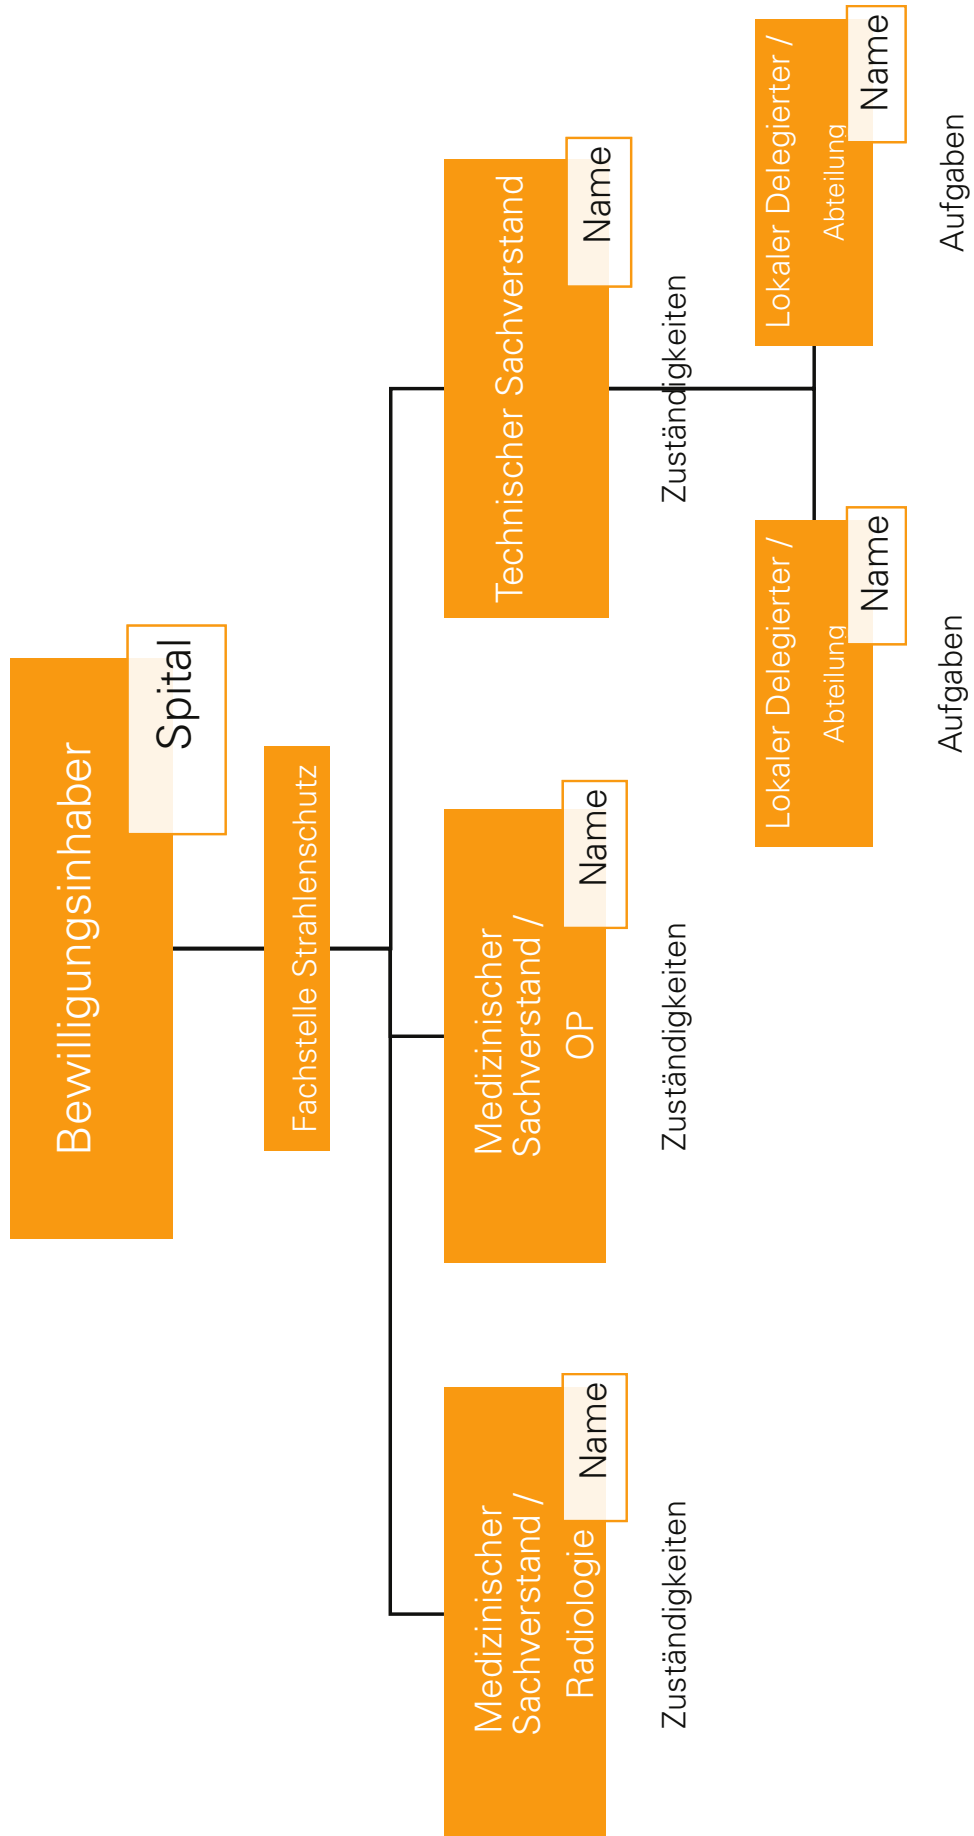 Bewilligungsinhaber
Spital
Fachstelle Strahlenschutz
Medizinischer
Sachverstand /
Radiologie
Name
Zuständigkeiten
Medizinischer
Sachverstand /
OP
Name
Zuständigkeiten
Technischer Sachverstand
Name
Zuständigkeiten
Lokaler Delegierter /
Abteilung
Name
Aufgaben
Lokaler Delegierter /
Abteilung
Name
Aufgaben